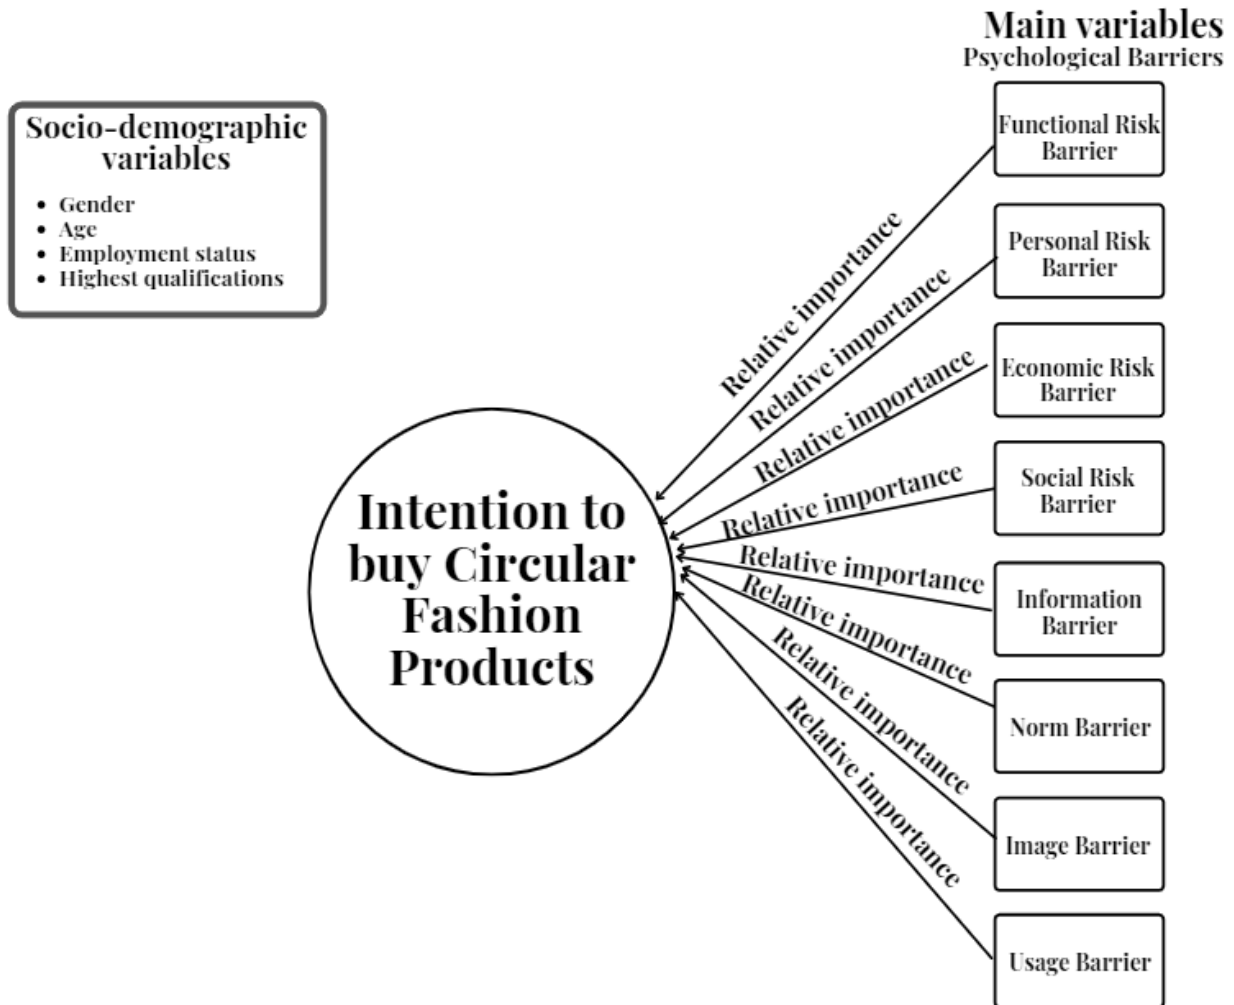 Main variables
Psychological Barriers
Socio-demographic
variables
• Gender
• Age
• Employment status
• Highest qualifications
Intention to
buy Circular
Fashion
Products
Relative importance
Relative importance
Relative importance
Relative importance
Relative importance
Relative importance
Relative importance
Relative importance
Functional Risk
Barrier
Personal Risk
Barrier
Economic Risk
Barrier
Social Risk
Barrier
Information
Barrier
Norm Barrier
Image Barrier
Usage Barrier